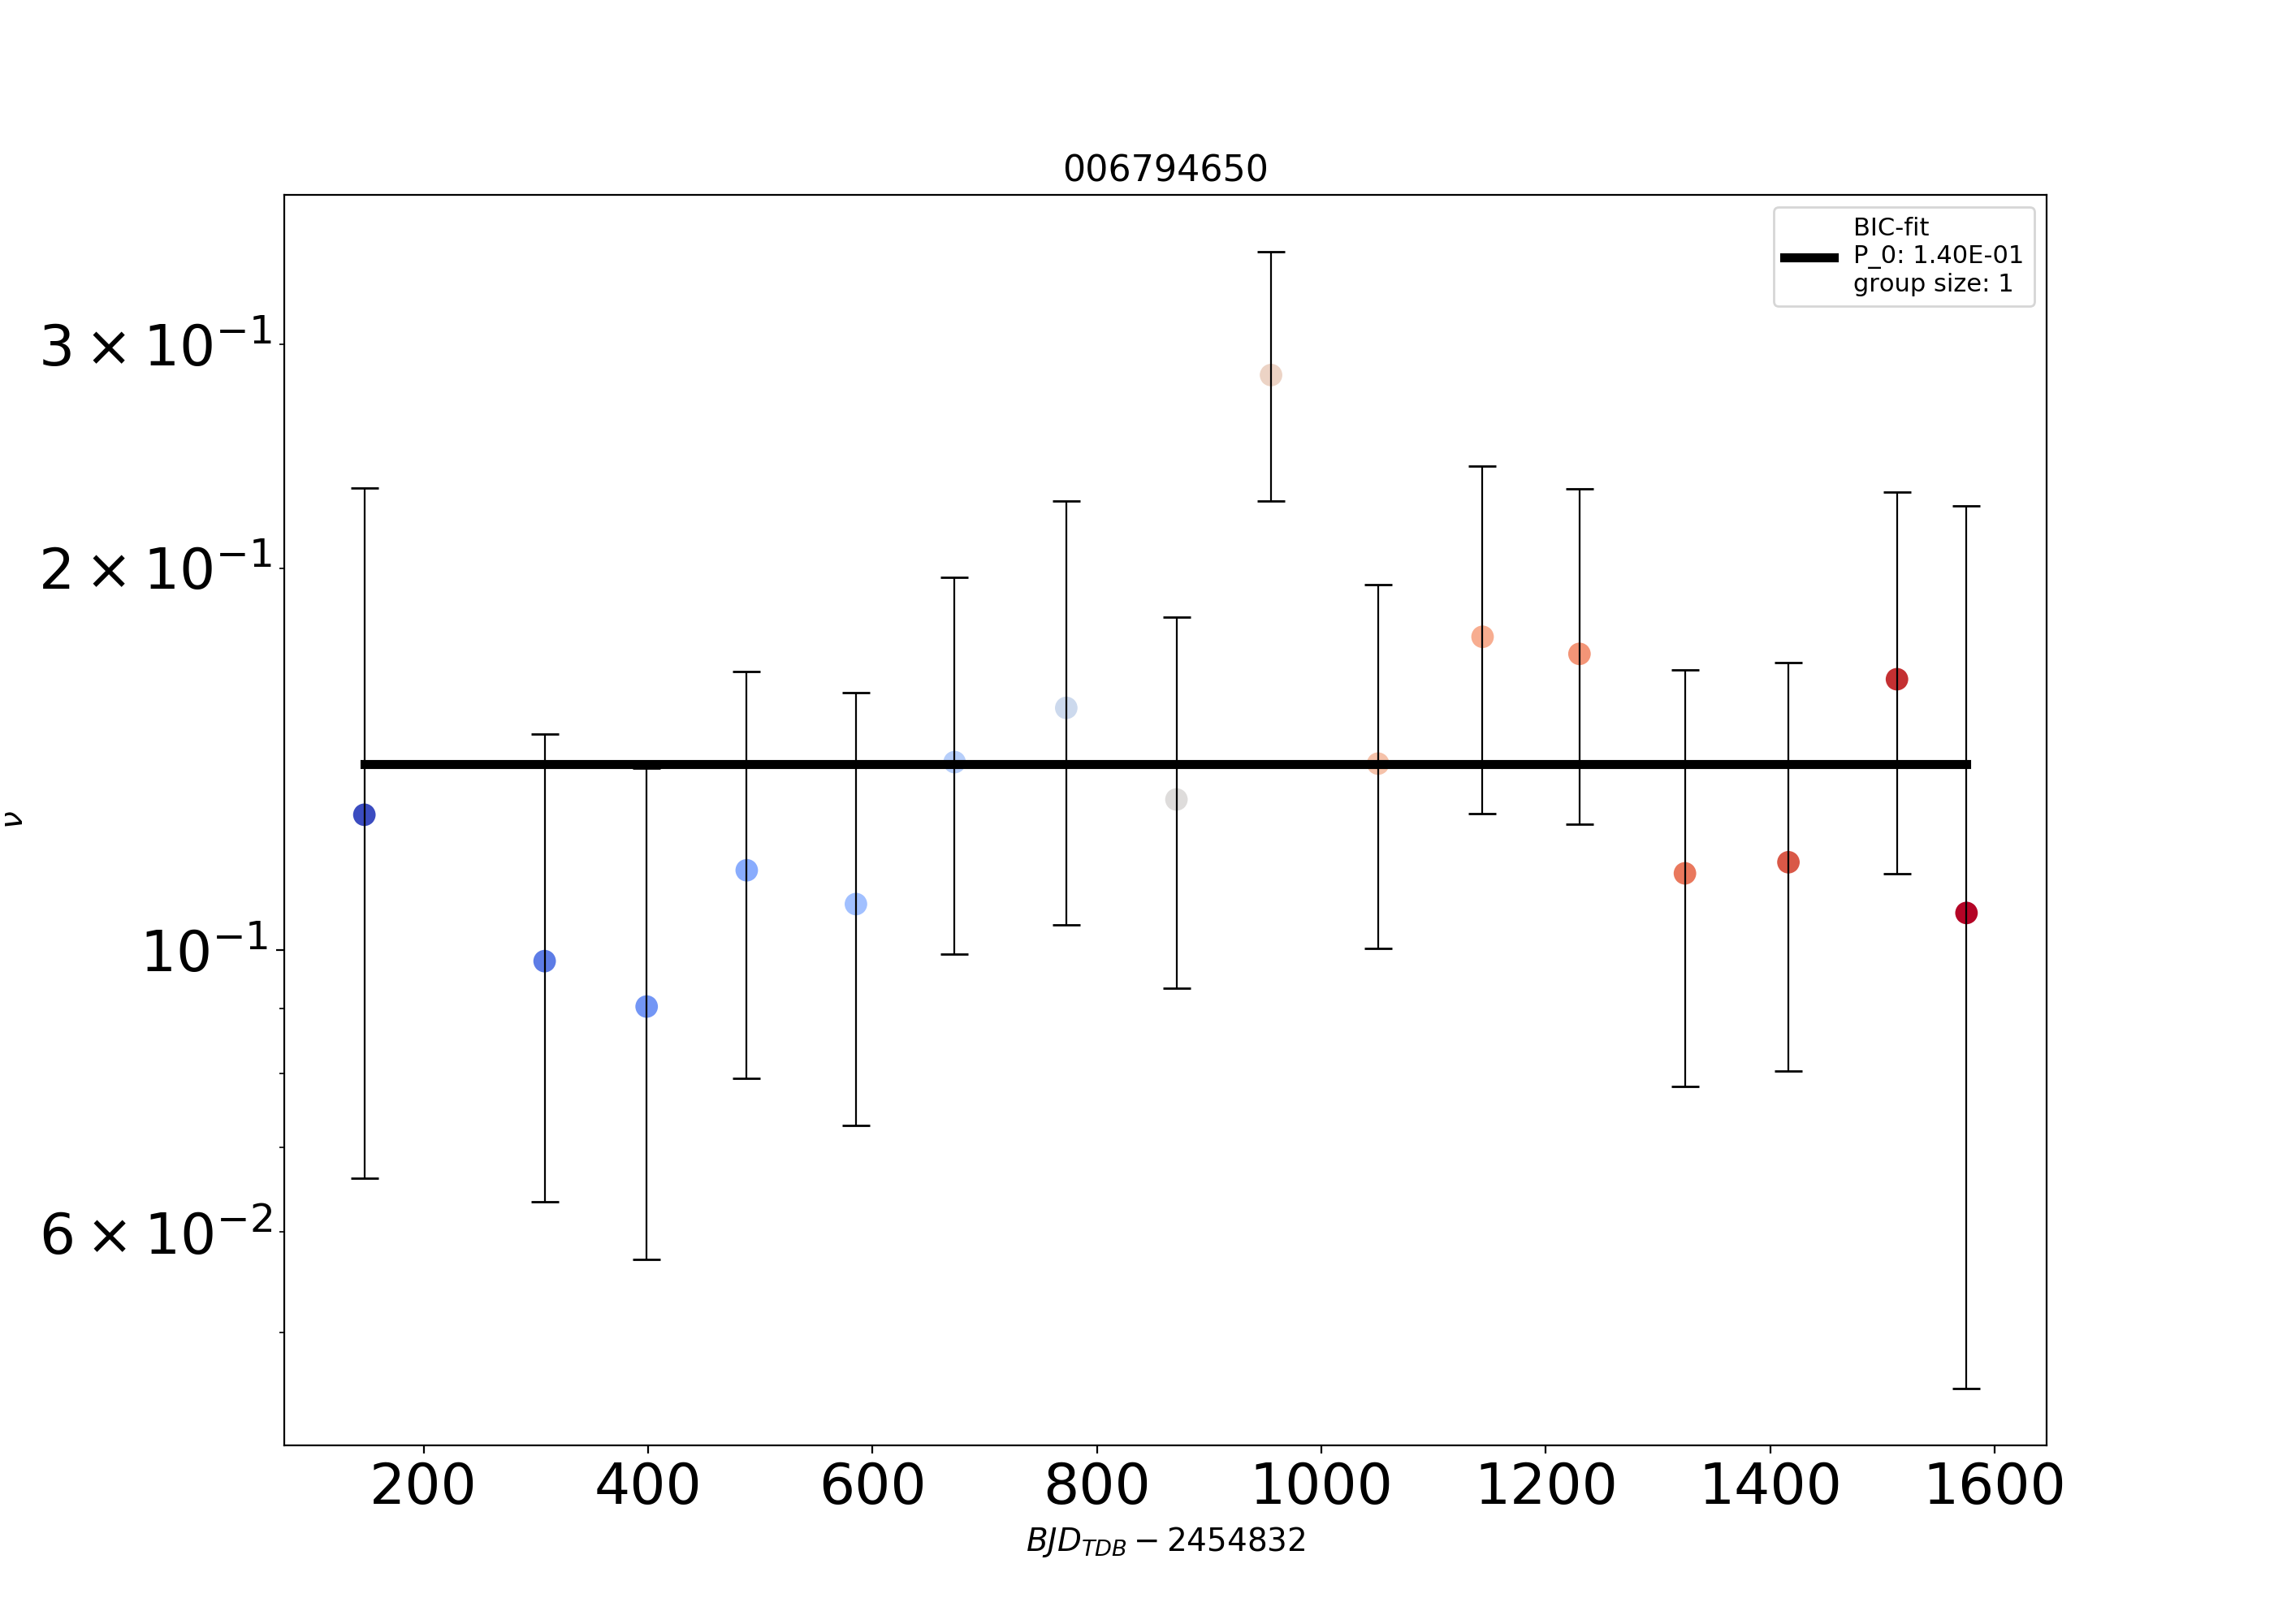 006794650
BIC-fit
P_0: 1.40E-01
group size: 1
3 × 10⁻¹
2 × 10⁻¹
10⁻¹
6 × 10⁻²
ν
200 400 600 800 1000 1200 1400 1600
BJD_TDB − 2454832